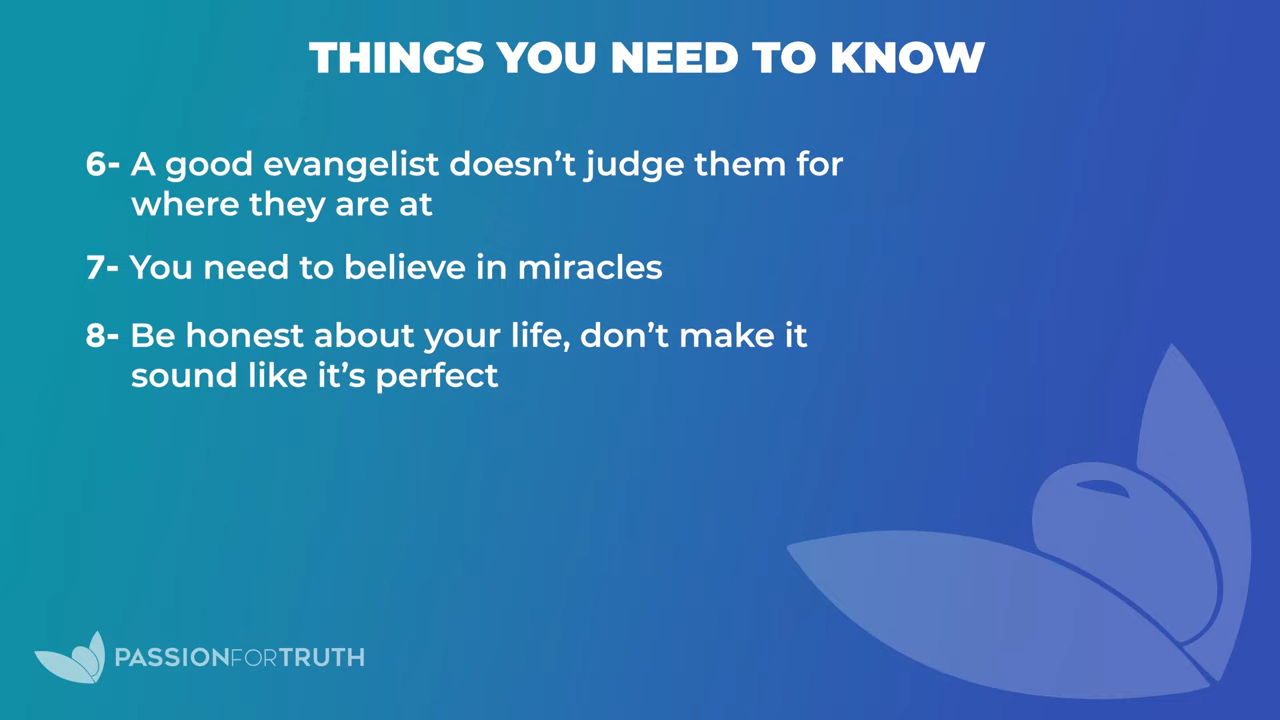 THINGS YOU NEED TO KNOW
6- A good evangelist doesn’t judge them for
where they are at
7- You need to believe in miracles
8- Be honest about your life, don’t make it
sound like it’s perfect
PASSIONFORTRUTH